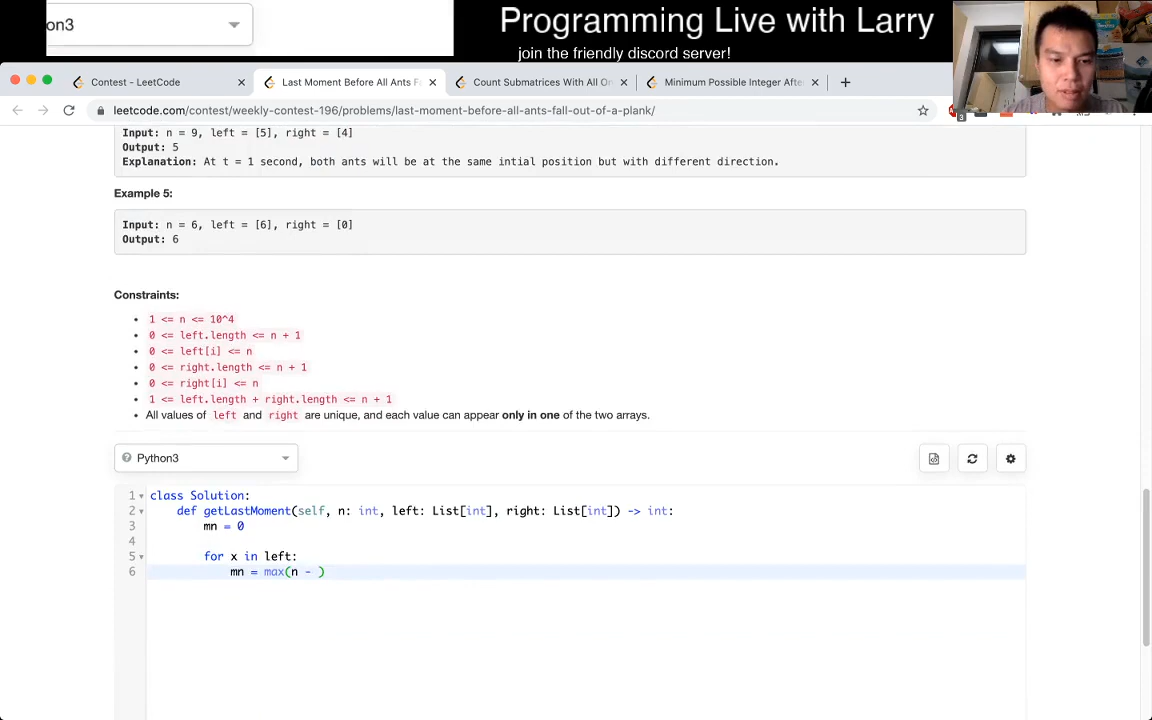 on3
Programming Live with Larry
join the friendly discord server!
Contest - LeetCode
Last Moment Before All Ants Fa
Count Submatrices With All On
Minimum Possible Integer After
leetcode.com/contest/weekly-contest-196/problems/last-moment-before-all-ants-fall-out-of-a-plank/
3
Input: n = 9, left = [5], right = [4]
Output: 5
Explanation: At t = 1 second, both ants will be at the same intial position but with different direction.
Example 5:
Input: n = 6, left = [6], right = [0]
Output: 6
Constraints:
1 <= n <= 10^4
0 <= left.length <= n + 1
0 <= left[i] <= n
0 <= right.length <= n + 1
0 <= right[i] <= n
1 <= left.length + right.length <= n + 1
All values of left and right are unique, and each value can appear only in one of the two arrays.
Python3
1 class Solution:
2 def getLastMoment(self, n: int, left: List[int], right: List[int]) -> int:
3 mn = 0
4
5 for x in left:
6 mn = max(n - )